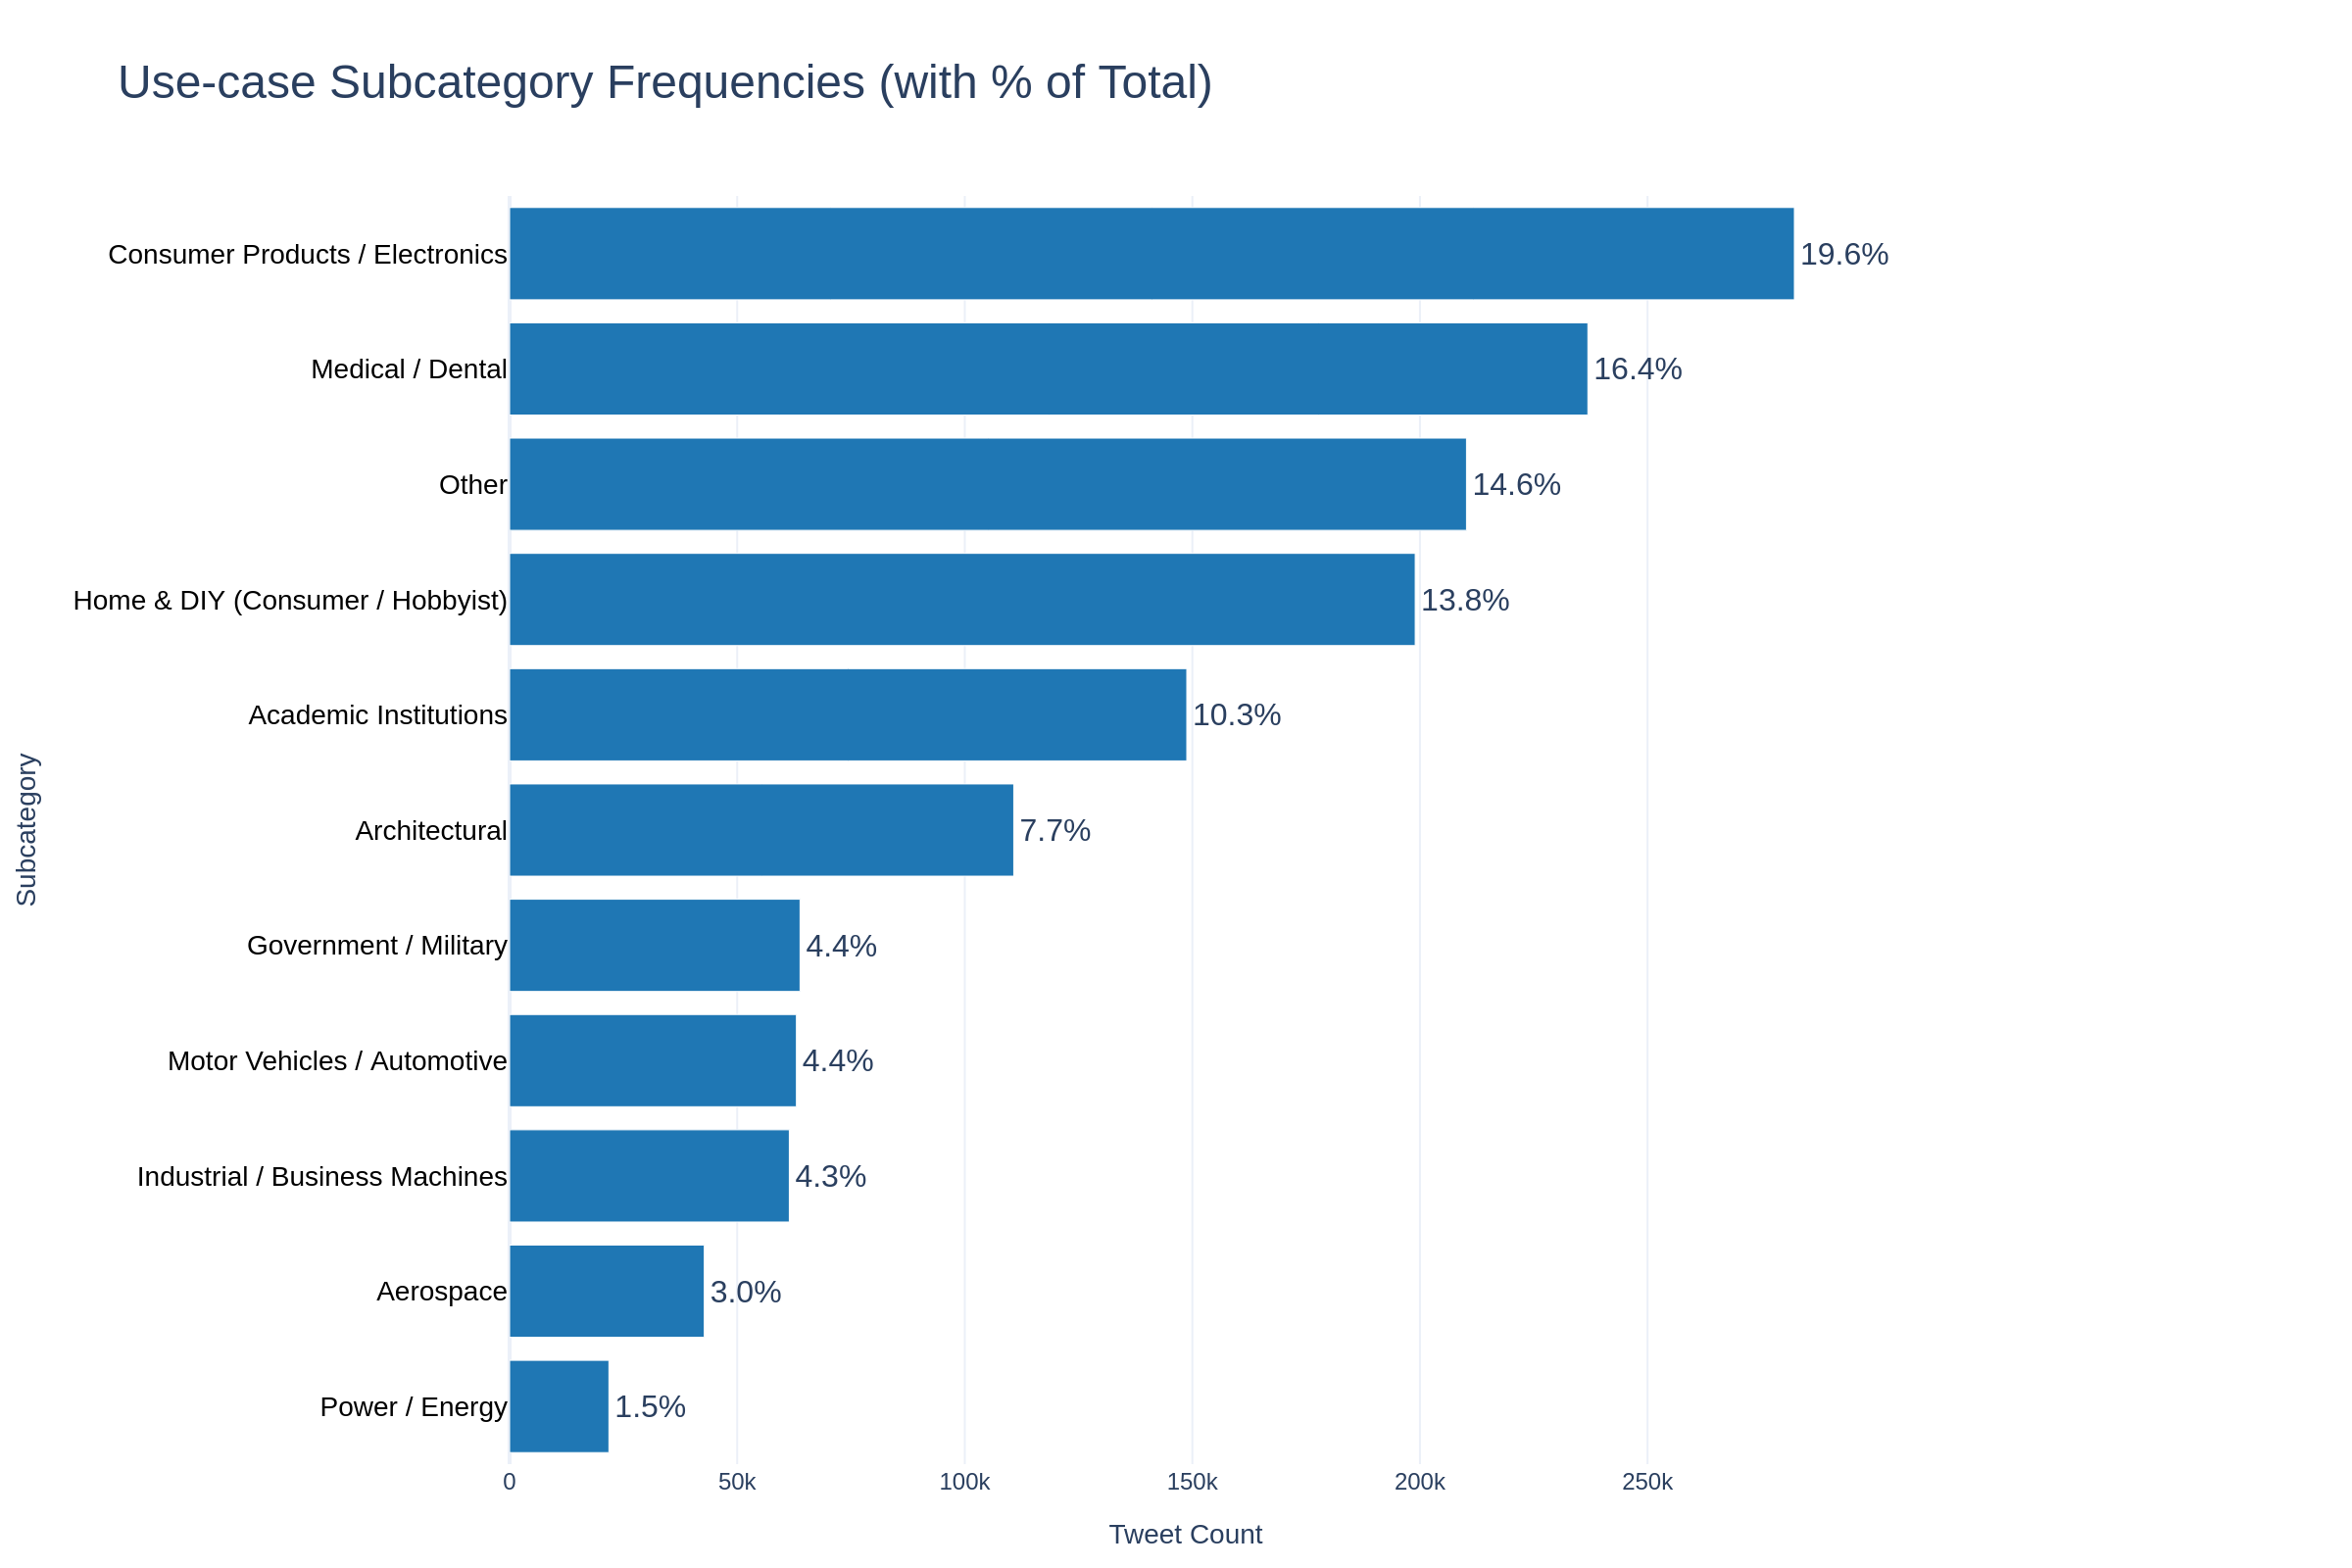 Use-case Subcategory Frequencies (with % of Total)
Consumer Products / Electronics 19.6%
Medical / Dental 16.4%
Other 14.6%
Home & DIY (Consumer / Hobbyist) 13.8%
Academic Institutions 10.3%
Architectural 7.7%
Government / Military 4.4%
Motor Vehicles / Automotive 4.4%
Industrial / Business Machines 4.3%
Aerospace 3.0%
Power / Energy 1.5%
Subcategory
0 50k 100k 150k 200k 250k
Tweet Count